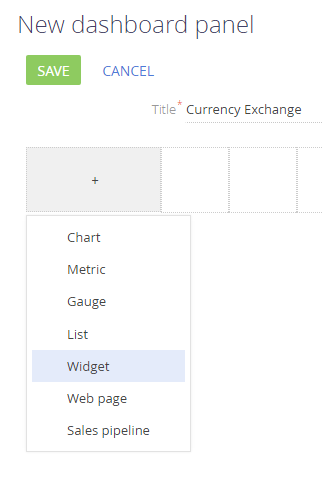 New dashboard panel
SAVE CANCEL
Title* Currency Exchange
+
Chart
Metric
Gauge
List
Widget
Web page
Sales pipeline